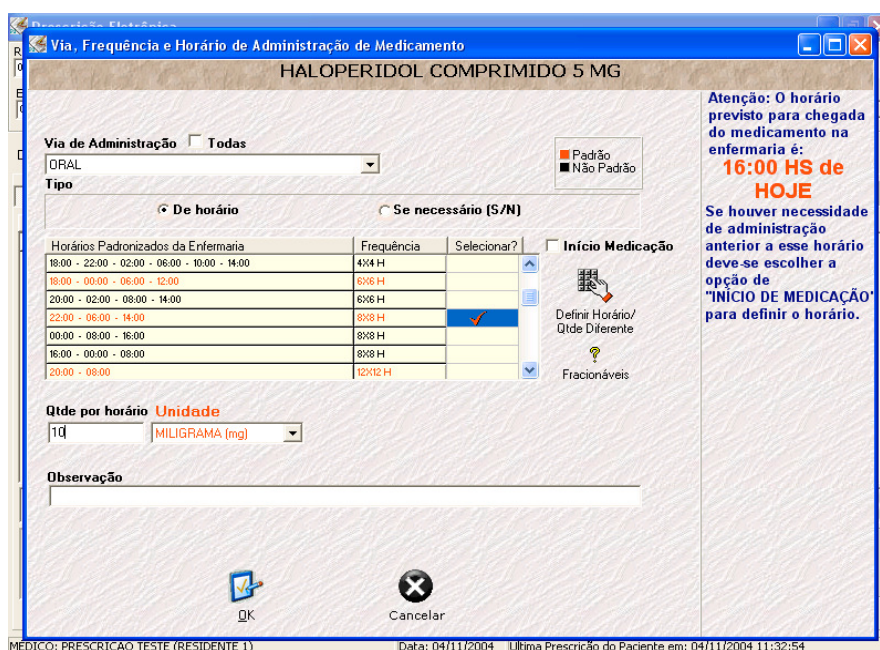 Prescrição Eletrônica
Via, Frequência e Horário de Administração de Medicamento
HALOPERIDOL COMPRIMIDO 5 MG
Via de Administração
Todas
ORAL
Padrão
Não Padrão
Tipo
De horário
Se necessário (S/N)
Horários Padronizados da Enfermaria Frequência Selecionar?
18:00 - 22:00 - 02:00 - 06:00 - 10:00 - 14:00 4X4 H
18:00 - 00:00 - 06:00 - 12:00 6X6 H
20:00 - 02:00 - 08:00 - 14:00 6X6 H
22:00 - 06:00 - 14:00 8X8 H
00:00 - 08:00 - 16:00 8X8 H
16:00 - 00:00 - 08:00 8X8 H
20:00 - 08:00 12X12 H
Início Medicação
Definir Horário/
Qtde Diferente
Fracionáveis
Qtde por horário Unidade
10 MILIGRAMA (mg)
Observação
OK
Cancelar
Atenção: O horário
previsto para chegada
do medicamento na
enfermaria é:
16:00 HS de
HOJE
Se houver necessidade
de administração
anterior a esse horário
deve-se escolher a
opção de
"INÍCIO DE MEDICAÇÃO"
para definir o horário.
MÉDICO: PRESCRICAO TESTE (RESIDENTE 1) Data: 04/11/2004 Última Prescrição do Paciente em: 04/11/2004 11:32:54